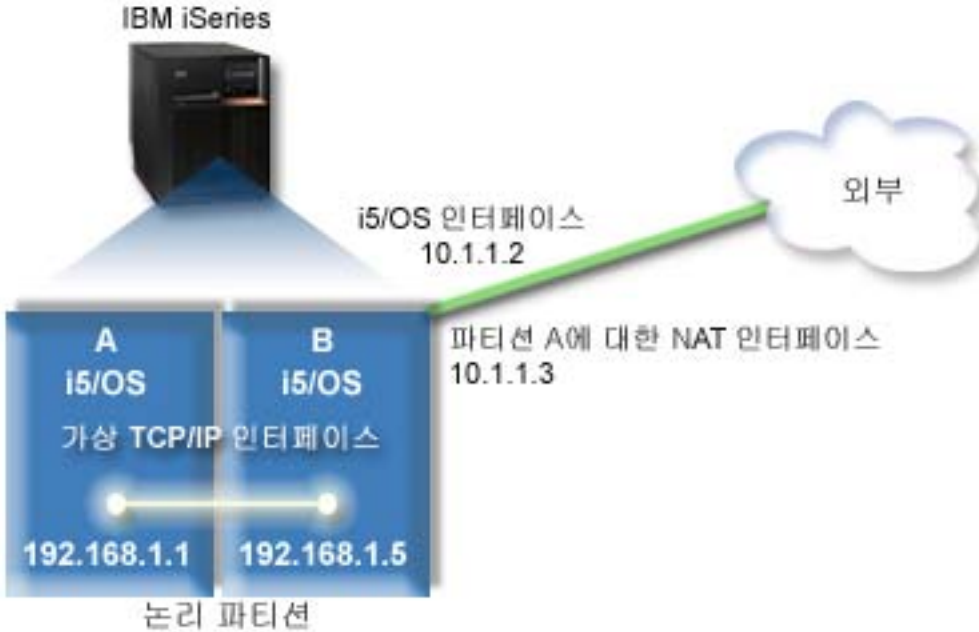 IBM iSeries
외부
i5/OS 인터페이스
10.1.1.2
파티션 A에 대한 NAT 인터페이스
10.1.1.3
A
i5/OS
B
i5/OS
가상 TCP/IP 인터페이스
192.168.1.1
192.168.1.5
논리 파티션